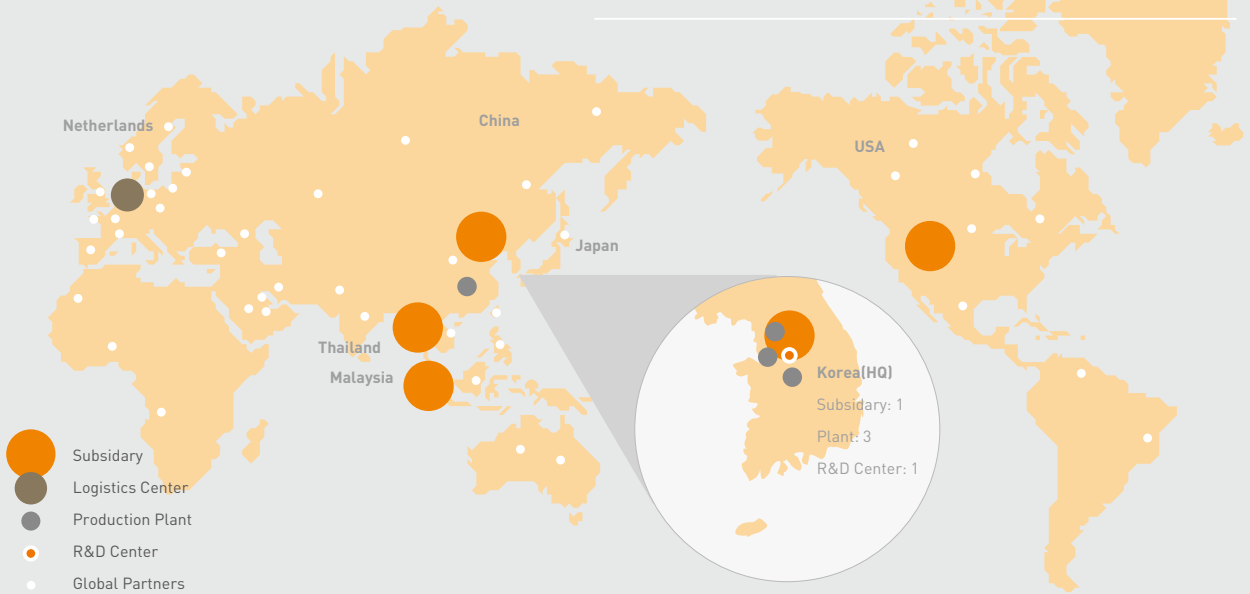 Netherlands
China
USA
Japan
Thailand
Malaysia
Korea(HQ)
Subsidary: 1
Plant: 3
R&D Center: 1
Subsidary
Logistics Center
Production Plant
R&D Center
Global Partners